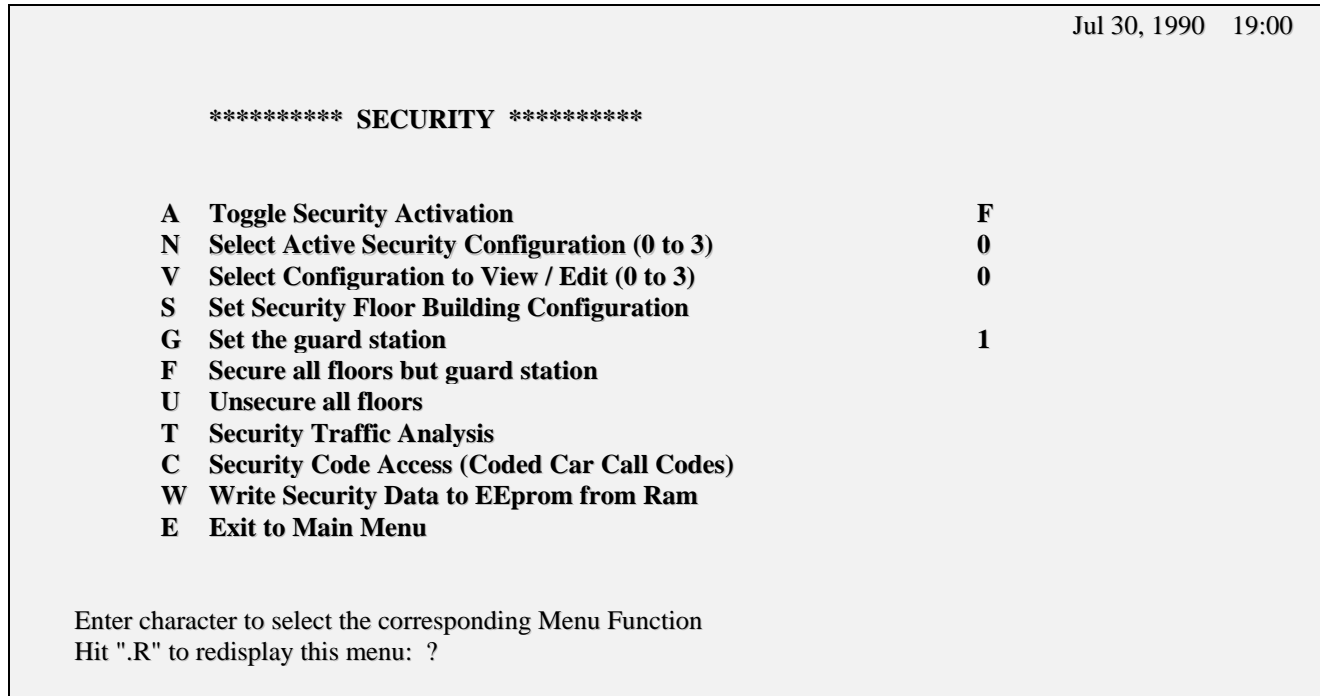 Jul 30, 1990 19:00
********** SECURITY **********
A Toggle Security Activation F
N Select Active Security Configuration (0 to 3) 0
V Select Configuration to View / Edit (0 to 3) 0
S Set Security Floor Building Configuration
G Set the guard station 1
F Secure all floors but guard station
U Unsecure all floors
T Security Traffic Analysis
C Security Code Access (Coded Car Call Codes)
W Write Security Data to EEprom from Ram
E Exit to Main Menu
Enter character to select the corresponding Menu Function
Hit ".R" to redisplay this menu: ?